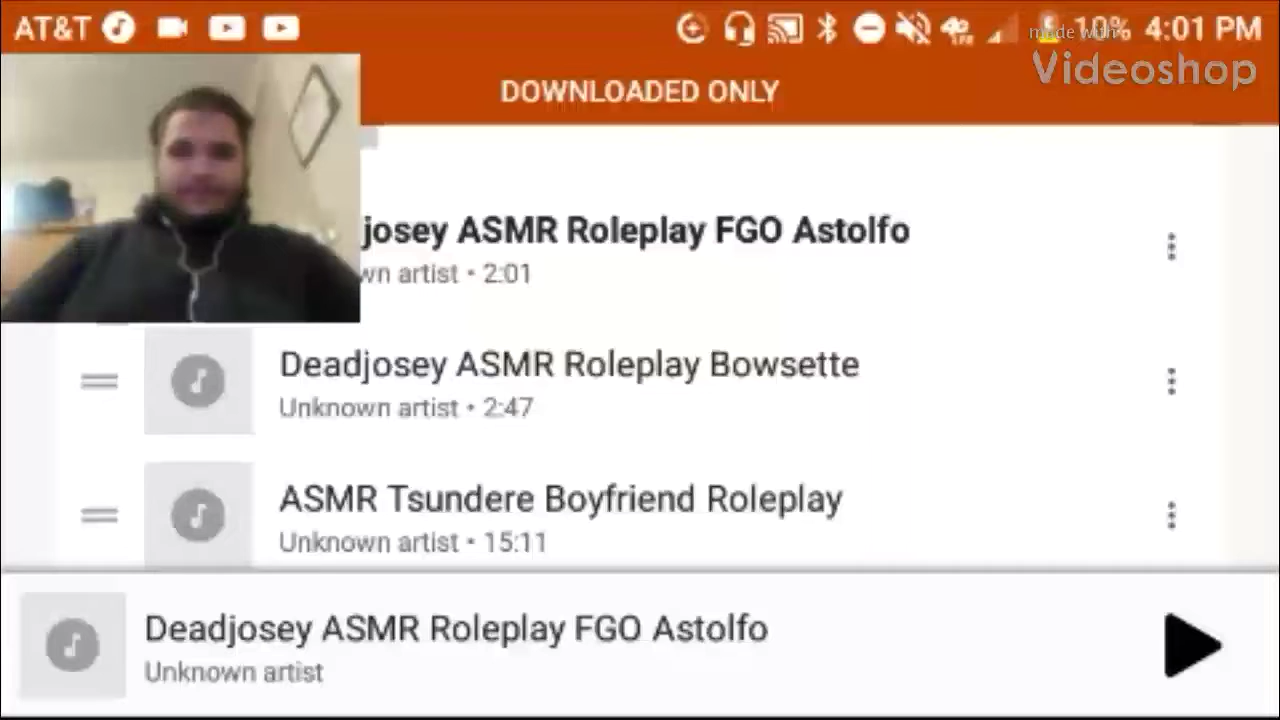 AT&T
10% 4:01 PM
made with
Videoshop
DOWNLOADED ONLY
josey ASMR Roleplay FGO Astolfo
wn artist • 2:01
Deadjosey ASMR Roleplay Bowsette
Unknown artist • 2:47
ASMR Tsundere Boyfriend Roleplay
Unknown artist • 15:11
Deadjosey ASMR Roleplay FGO Astolfo
Unknown artist